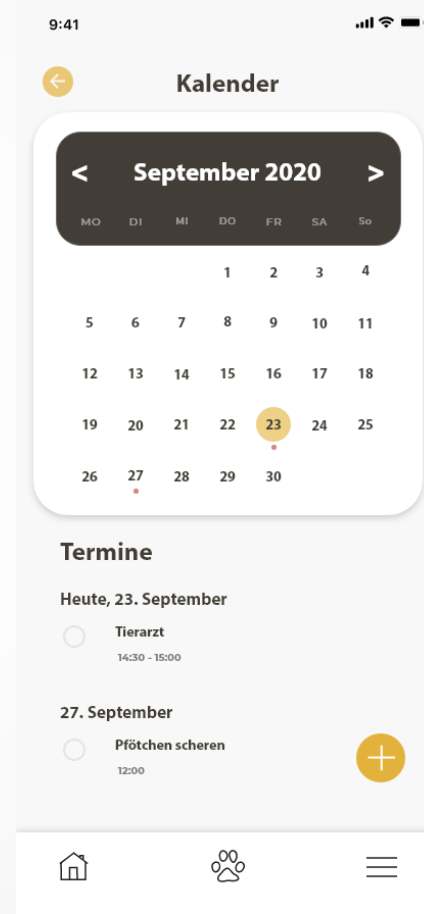 9:41
Kalender
< September 2020 >
MO DI MI DO FR SA So
1 2 3 4
5 6 7 8 9 10 11
12 13 14 15 16 17 18
19 20 21 22 23 24 25
26 27 28 29 30
Termine
Heute, 23. September
Tierarzt
14:30 - 15:00
27. September
Pfötchen scheren
12:00